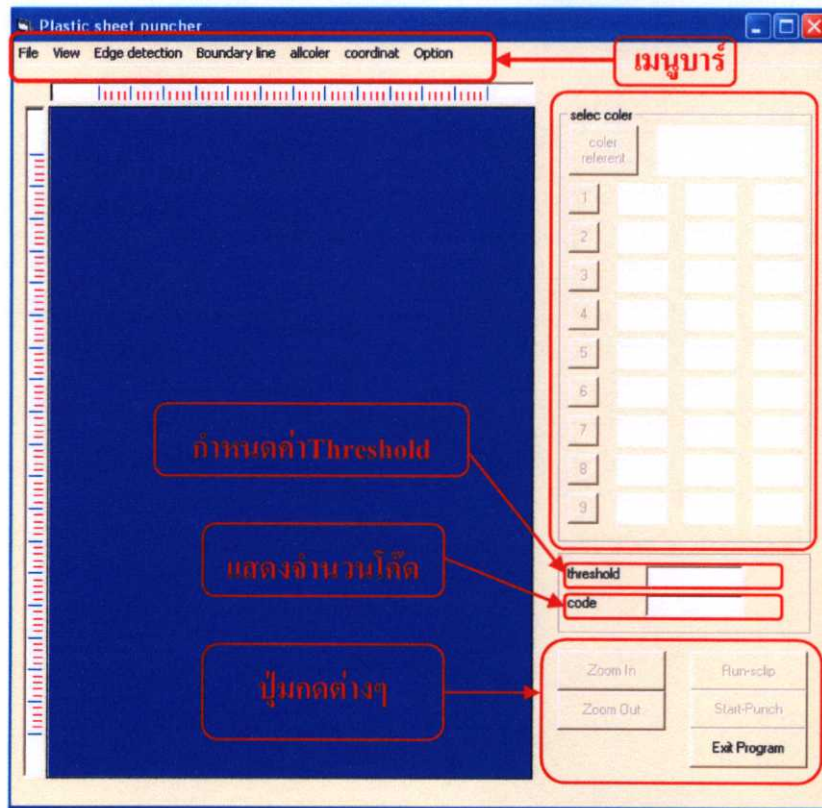 Plastic sheet puncher
File View Edge detection Boundary line allcoler coordinat Option
เมนูบาร์
selec coler
coler
referent
1
2
3
4
5
6
7
8
9
กำหนดค่าThreshold
แสดงจำนวนโค๊ด
ปุ่มกดต่างๆ
threshold
code
Zoom In
Run-sclip
Zoom Out
Start-Punch
Exit Program